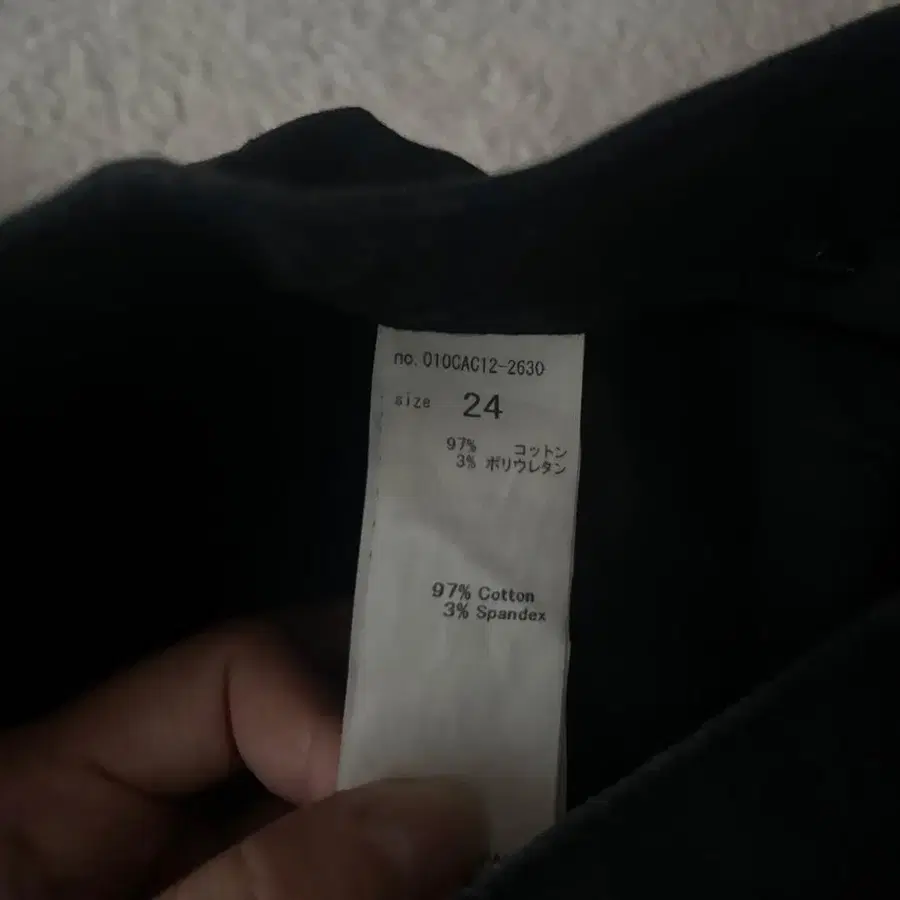 no. 010CAC12-2630
size 24
97% コットン
3% ポリウレタン
97% Cotton
3% Spandex